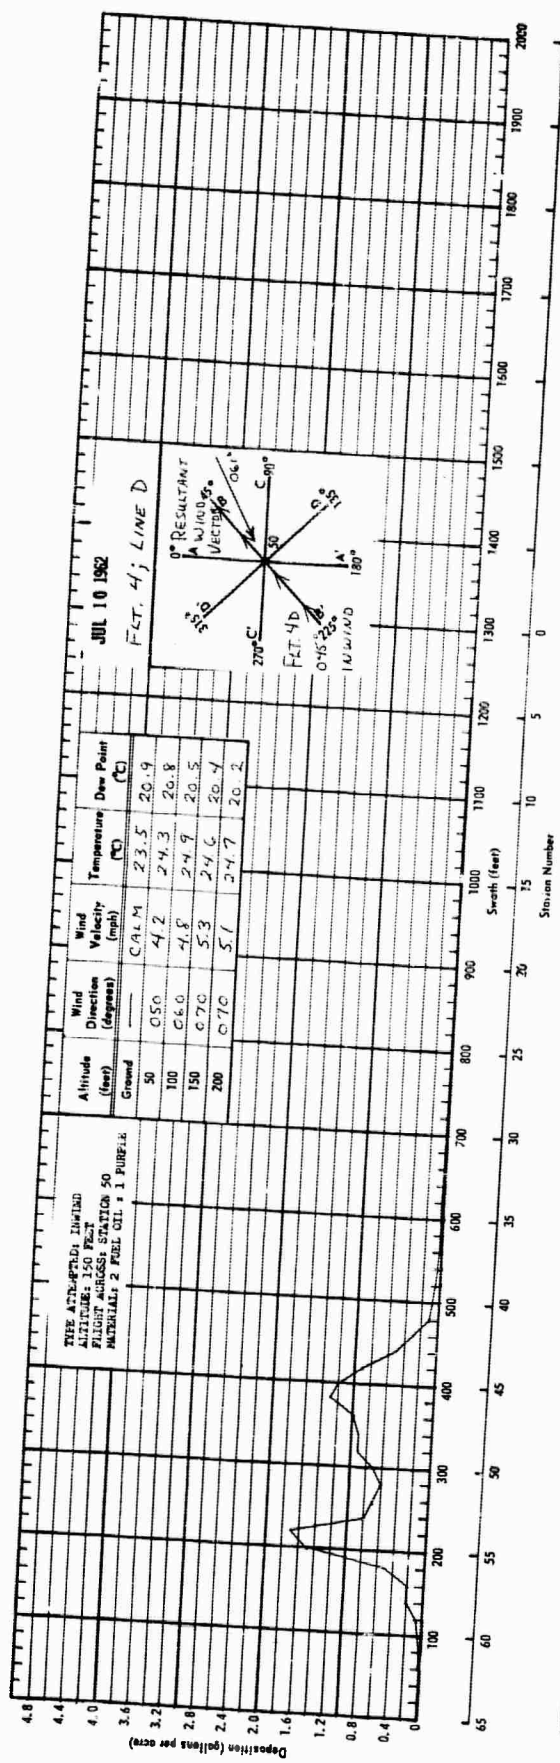 TYPE ATTEMPTED: INWIND
ALTITUDE: 150 FEET
FLIGHT ACROSS: STATION 50
MATERIAL: 2 FUEL OIL : 1 PURPLE
Altitude (feet) Wind Direction (degrees) Wind Velocity (mph) Temperature (°C) Dew Point (°C)
Ground — CALM 23.5 20.9
50 050 4.2 24.3 20.8
100 060 4.8 24.9 20.5
150 070 5.3 24.6 20.4
200 070 5.1 24.7 20.2
JUL 10 1962
FLT. 4; LINE D
0° RESULTANT
A WIND 45°
VECTOR B
061°
335° D'
C 90°
50
270° C'
135° D
A' 180°
FLT. 4D
045° B' 225°
INWIND
Deposition (gallons per acre)
4.8
4.4
4.0
3.6
3.2
2.8
2.4
2.0
1.6
1.2
0.8
0.4
0
100 200 300 400 500 600 700 800 900 1000 1100 1200 1300 1400 1500 1600 1700 1800 1900 2000
Swath (feet)
65 60 55 50 45 40 35 30 25 20 15 10 5 0
Station Number